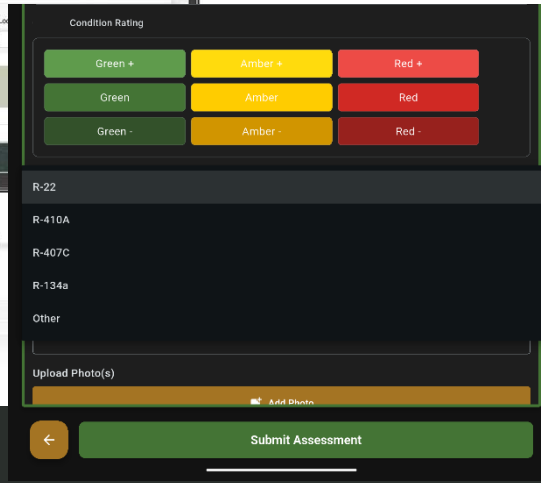 Condition Rating
Green + Amber + Red +
Green Amber Red
Green - Amber - Red -
R-22
R-410A
R-407C
R-134a
Other
Upload Photo(s)
Add Photo
Submit Assessment